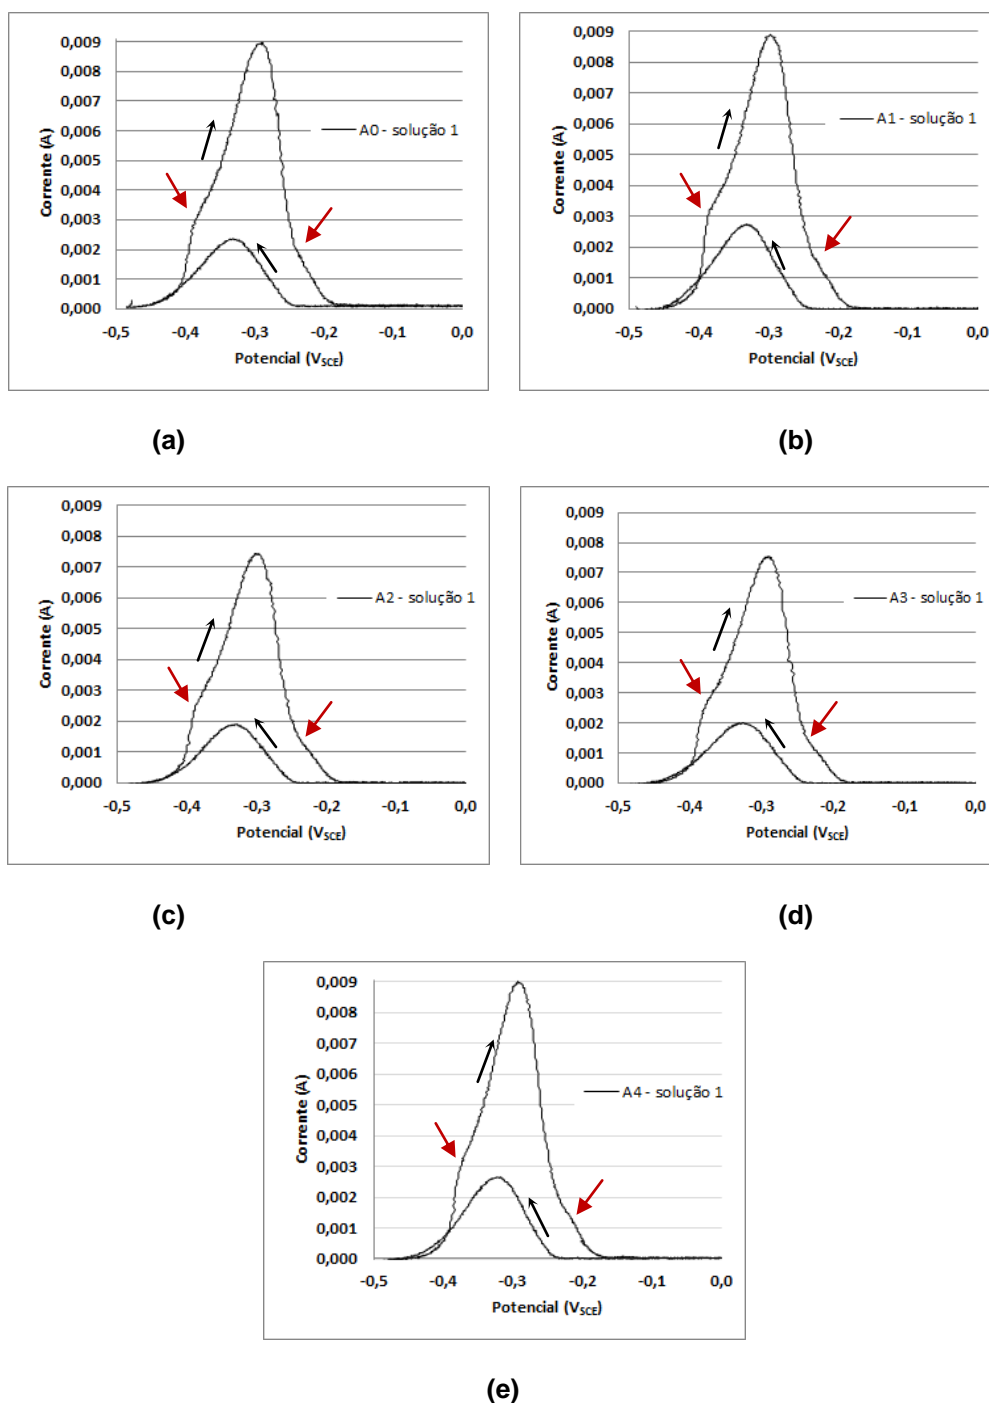 0,009
0,008
0,007
0,006
0,005
0,004
0,003
0,002
0,001
0,000
Corrente (A)
A0 - solução 1
-0,5 -0,4 -0,3 -0,2 -0,1 0,0
Potencial (VSCE)
(a)
0,009
0,008
0,007
0,006
0,005
0,004
0,003
0,002
0,001
0,000
Corrente (A)
A1 - solução 1
-0,5 -0,4 -0,3 -0,2 -0,1 0,0
Potencial (VSCE)
(b)
0,009
0,008
0,007
0,006
0,005
0,004
0,003
0,002
0,001
0,000
Corrente (A)
A2 - solução 1
-0,5 -0,4 -0,3 -0,2 -0,1 0,0
Potencial (VSCE)
(c)
0,009
0,008
0,007
0,006
0,005
0,004
0,003
0,002
0,001
0,000
Corrente (A)
A3 - solução 1
-0,5 -0,4 -0,3 -0,2 -0,1 0,0
Potencial (VSCE)
(d)
0,009
0,008
0,007
0,006
0,005
0,004
0,003
0,002
0,001
0,000
Corrente (A)
A4 - solução 1
-0,5 -0,4 -0,3 -0,2 -0,1 0,0
Potencial (VSCE)
(e)